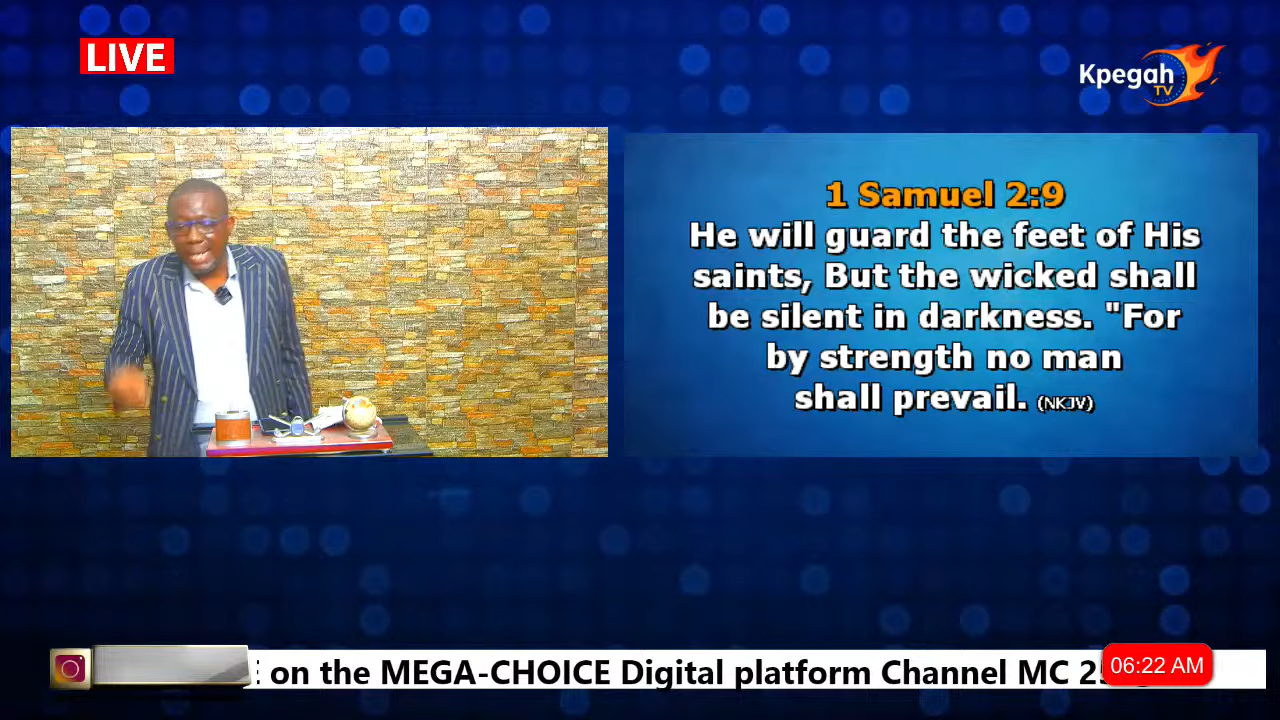 LIVE
Kpegah
TV
1 Samuel 2:9
He will guard the feet of His
saints, But the wicked shall
be silent in darkness. "For
by strength no man
shall prevail. (NKJV)
on the MEGA-CHOICE Digital platform Channel MC
06:22 AM